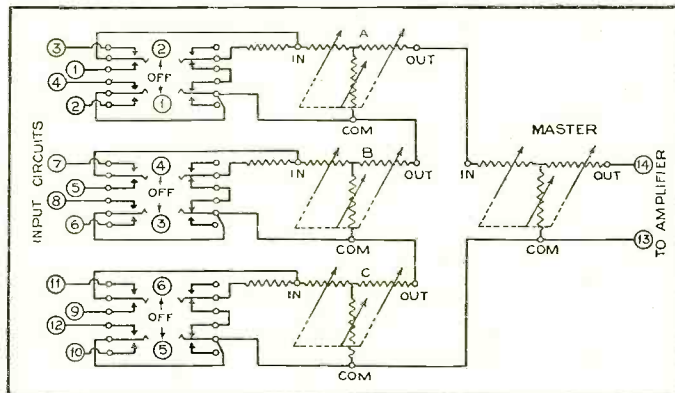 INPUT CIRCUITS
3
1
4
2
2
OFF
1
IN
A
OUT
COM
7
5
8
6
4
OFF
3
IN
B
OUT
COM
11
9
12
10
6
OFF
5
IN
C
OUT
COM
MASTER
IN
OUT
COM
14
13
TO AMPLIFIER